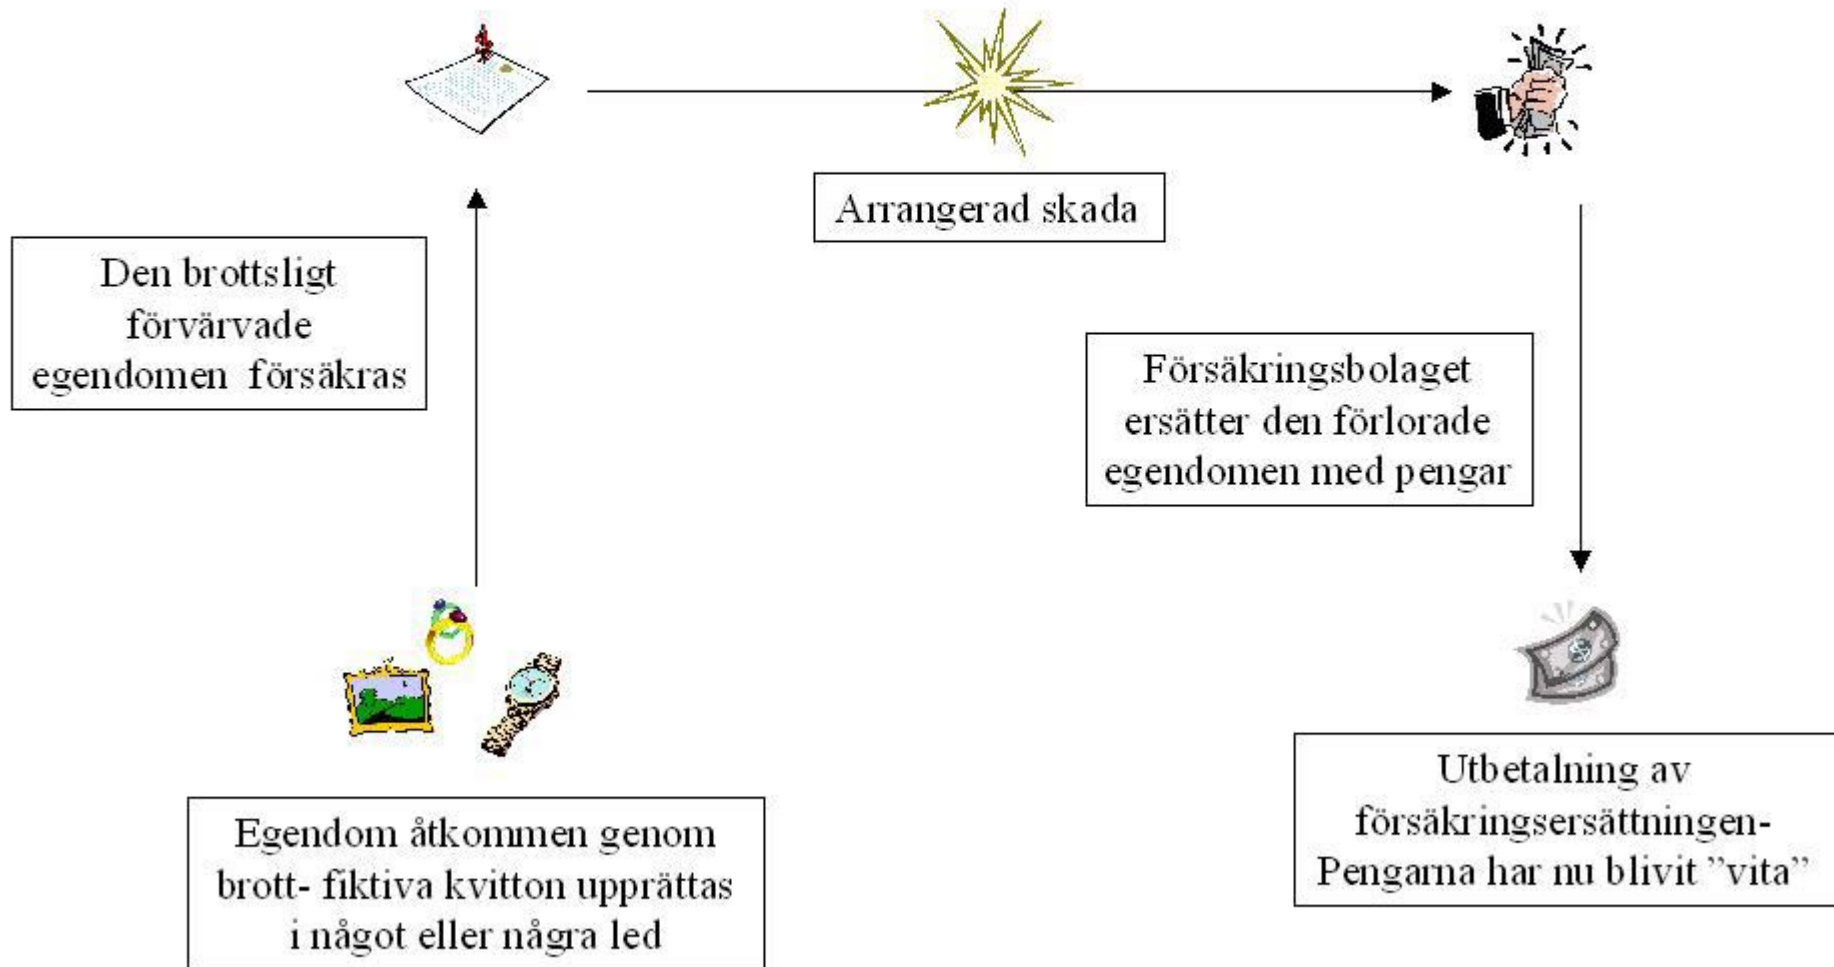 Arrangerad skada
Den brottsligt
förvärvade
egendomen försäkras
Försäkringsbolaget
ersätter den förlorade
egendomen med pengar
Egendom åtkommen genom
brott- fiktiva kvitton upprättas
i något eller några led
Utbetalning av
försäkringsersättningen-
Pengarna har nu blivit ”vita”